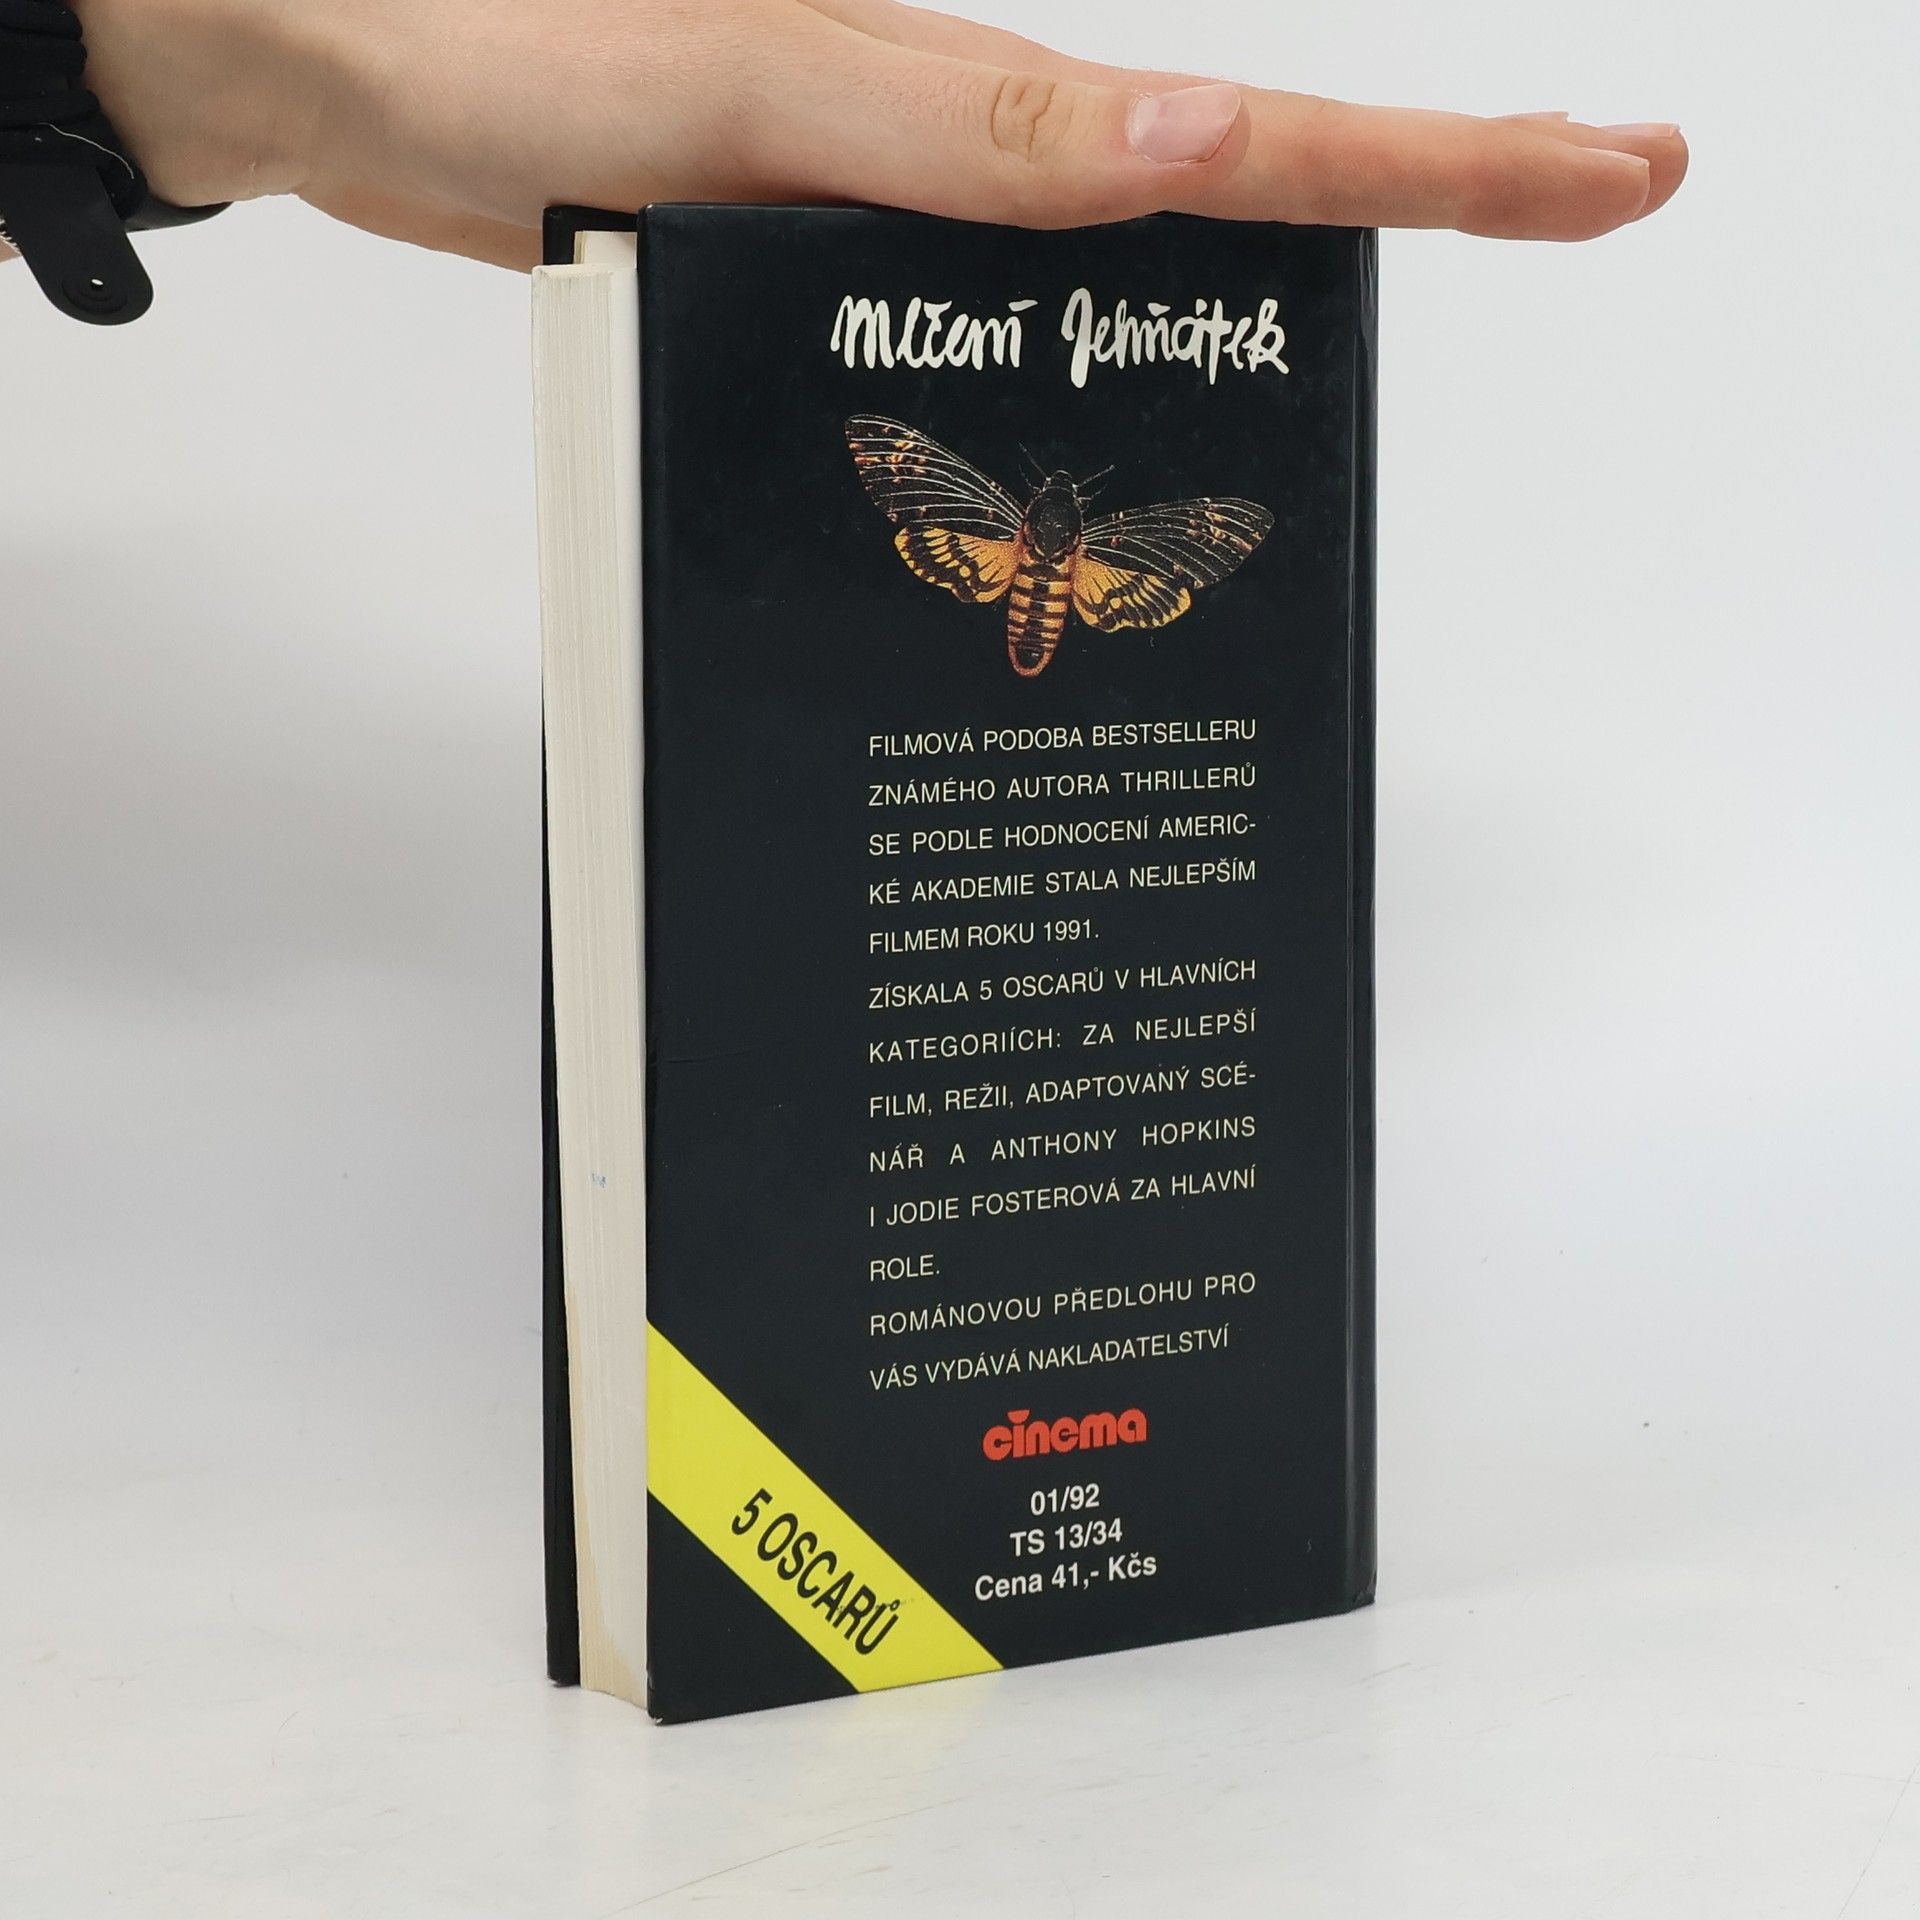 Mlčení Jehňátek
FILMOVÁ PODOBA BESTSELLERU
ZNÁMÉHO AUTORA THRILLERŮ
SE PODLE HODNOCENÍ AMERIC-
KÉ AKADEMIE STALA NEJLEPŠÍM
FILMEM ROKU 1991.
ZÍSKALA 5 OSCARŮ V HLAVNÍCH
KATEGORIÍCH: ZA NEJLEPŠÍ
FILM, REŽII, ADAPTOVANÝ SCÉ-
NÁŘ A ANTHONY HOPKINS
I JODIE FOSTEROVÁ ZA HLAVNÍ
ROLE.
ROMÁNOVOU PŘEDLOHU PRO
VÁS VYDÁVÁ NAKLADATELSTVÍ
cinema
01/92
TS 13/34
Cena 41,- Kčs
5 OSCARŮ